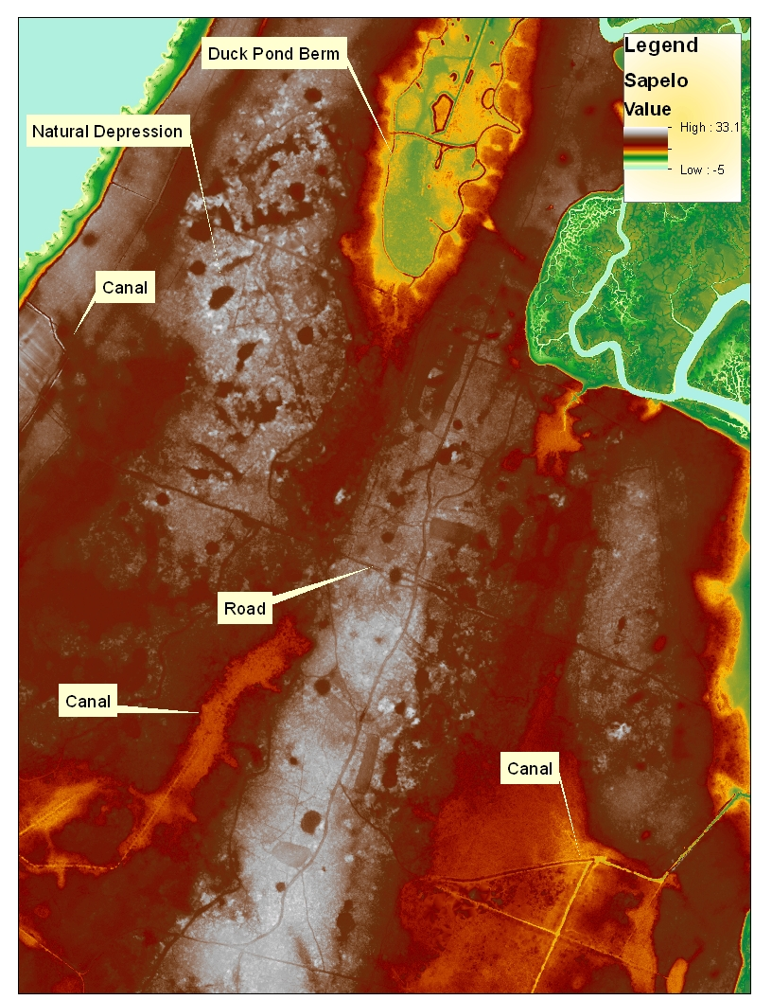 Duck Pond Berm
Legend
Sapelo
Value
High : 33.1
Low : -5
Natural Depression
Canal
Road
Canal
Canal